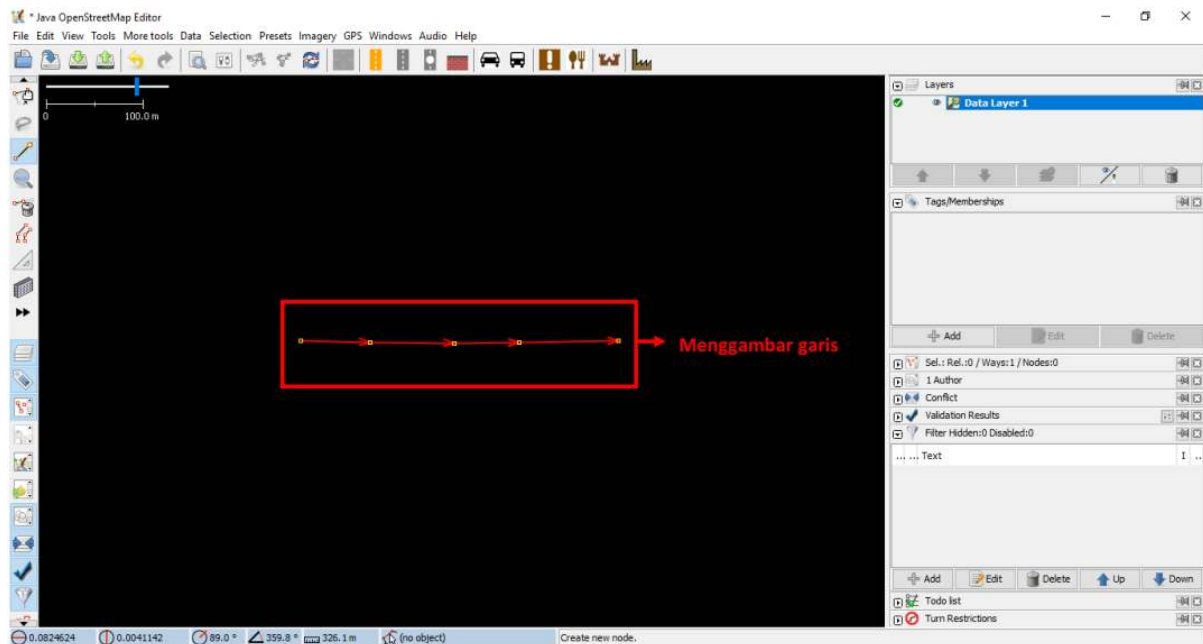 * Java OpenStreetMap Editor
File Edit View Tools More tools Data Selection Presets Imagery GPS Windows Audio Help
0 100.0 m
Layers
Data Layer 1
Tags/Memberships
Add Edit Delete
Menggambar garis
Sel.: Rel.:0 / Ways:1 / Nodes:0
1 Author
Conflict
Validation Results
Filter Hidden:0 Disabled:0
... ... Text I ..
Add Edit Delete Up Down
Todo list
Turn Restrictions
0.0824624 0.0041142 89.0 ° 359.8 ° 326.1 m (no object) Create new node.